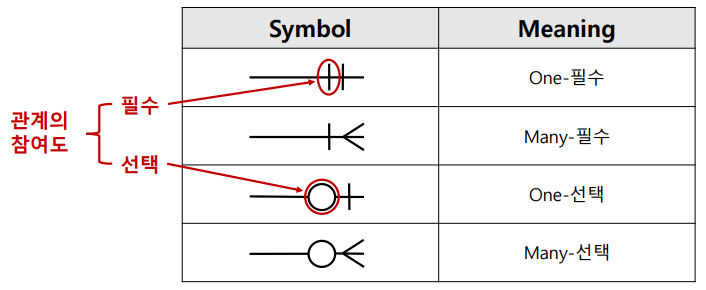 Symbol Meaning
One-필수
관계의 참여도
필수
Many-필수
선택
One-선택
Many-선택